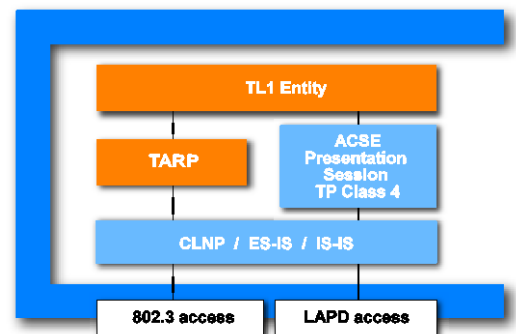 TL1 Entity
TARP
ACSE
Presentation
Session
TP Class 4
CLNP / ES-IS / IS-IS
802.3 access
LAPD access